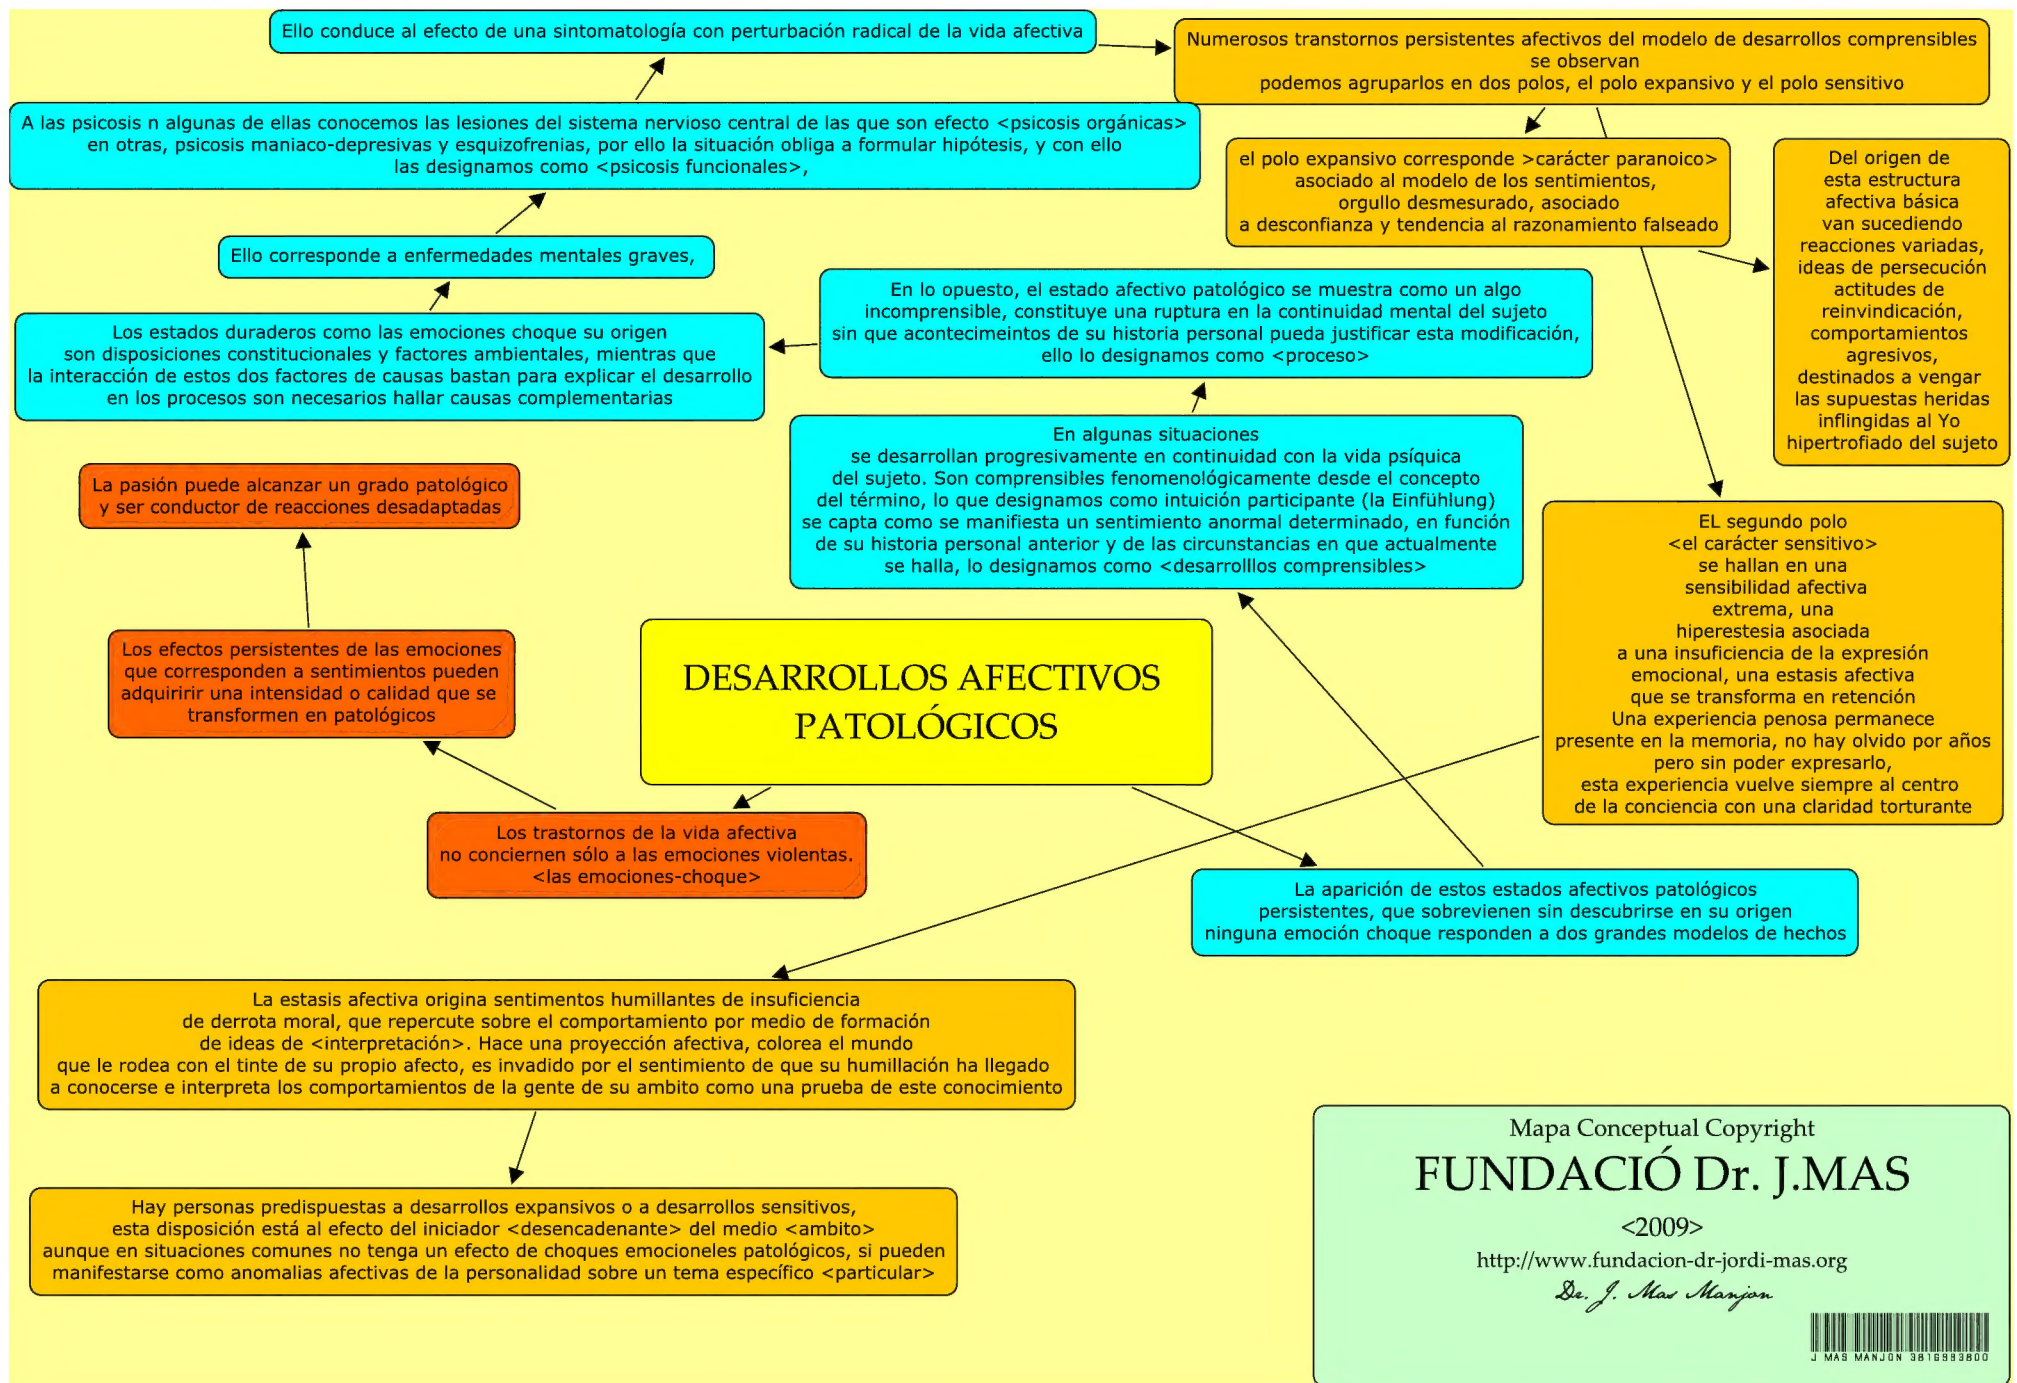 Ello conduce al efecto de una sintomatología con perturbación radical de la vida afectiva
Numerosos transtornos persistentes afectivos del modelo de desarrollos comprensibles
se observan
podemos agruparlos en dos polos, el polo expansivo y el polo sensitivo
A las psicosis n algunas de ellas conocemos las lesiones del sistema nervioso central de las que son efecto <psicosis orgánicas>
en otras, psicosis maniaco-depresivas y esquizofrenias, por ello la situación obliga a formular hipótesis, y con ello
las designamos como <psicosis funcionales>,
el polo expansivo corresponde >carácter paranoico>
asociado al modelo de los sentimientos,
orgullo desmesurado, asociado
a desconfianza y tendencia al razonamiento falseado
Del origen de
esta estructura
afectiva básica
van sucediendo
reacciones variadas,
ideas de persecución
actitudes de
reinvindicación,
comportamientos
agresivos,
destinados a vengar
las supuestas heridas
inflingidas al Yo
hipertrofiado del sujeto
Ello corresponde a enfermedades mentales graves,
En lo opuesto, el estado afectivo patológico se muestra como un algo
incomprensible, constituye una ruptura en la continuidad mental del sujeto
sin que acontecimeintos de su historia personal pueda justificar esta modificación,
ello lo designamos como <proceso>
Los estados duraderos como las emociones choque su origen
son disposiciones constitucionales y factores ambientales, mientras que
la interacción de estos dos factores de causas bastan para explicar el desarrollo
en los procesos son necesarios hallar causas complementarias
En algunas situaciones
se desarrollan progresivamente en continuidad con la vida psíquica
del sujeto. Son comprensibles fenomenológicamente desde el concepto
del término, lo que designamos como intuición participante (la Einfühlung)
se capta como se manifiesta un sentimiento anormal determinado, en función
de su historia personal anterior y de las circunstancias en que actualmente
se halla, lo designamos como <desarrolllos comprensibles>
La pasión puede alcanzar un grado patológico
y ser conductor de reacciones desadaptadas
EL segundo polo
<el carácter sensitivo>
se hallan en una
sensibilidad afectiva
extrema, una
hiperestesia asociada
a una insuficiencia de la expresión
emocional, una estasis afectiva
que se transforma en retención
Una experiencia penosa permanece
presente en la memoria, no hay olvido por años
pero sin poder expresarlo,
esta experiencia vuelve siempre al centro
de la conciencia con una claridad torturante
Los efectos persistentes de las emociones
que corresponden a sentimientos pueden
adquiririr una intensidad o calidad que se
transformen en patológicos
DESARROLLOS AFECTIVOS
PATOLÓGICOS
Los trastornos de la vida afectiva
no conciernen sólo a las emociones violentas.
<las emociones-choque>
La aparición de estos estados afectivos patológicos
persistentes, que sobrevienen sin descubrirse en su origen
ninguna emoción choque responden a dos grandes modelos de hechos
La estasis afectiva origina sentimentos humillantes de insuficiencia
de derrota moral, que repercute sobre el comportamiento por medio de formación
de ideas de <interpretación>. Hace una proyección afectiva, colorea el mundo
que le rodea con el tinte de su propio afecto, es invadido por el sentimiento de que su humillación ha llegado
a conocerse e interpreta los comportamientos de la gente de su ambito como una prueba de este conocimiento
Hay personas predispuestas a desarrollos expansivos o a desarrollos sensitivos,
esta disposición está al efecto del iniciador <desencadenante> del medio <ambito>
aunque en situaciones comunes no tenga un efecto de choques emocioneles patológicos, si pueden
manifestarse como anomalias afectivas de la personalidad sobre un tema específico <particular>
Mapa Conceptual Copyright
FUNDACIÓ Dr. J.MAS
<2009>
http://www.fundacion-dr-jordi-mas.org
Dr. J. Mas Manjon
J MAS MANJON 3816993800